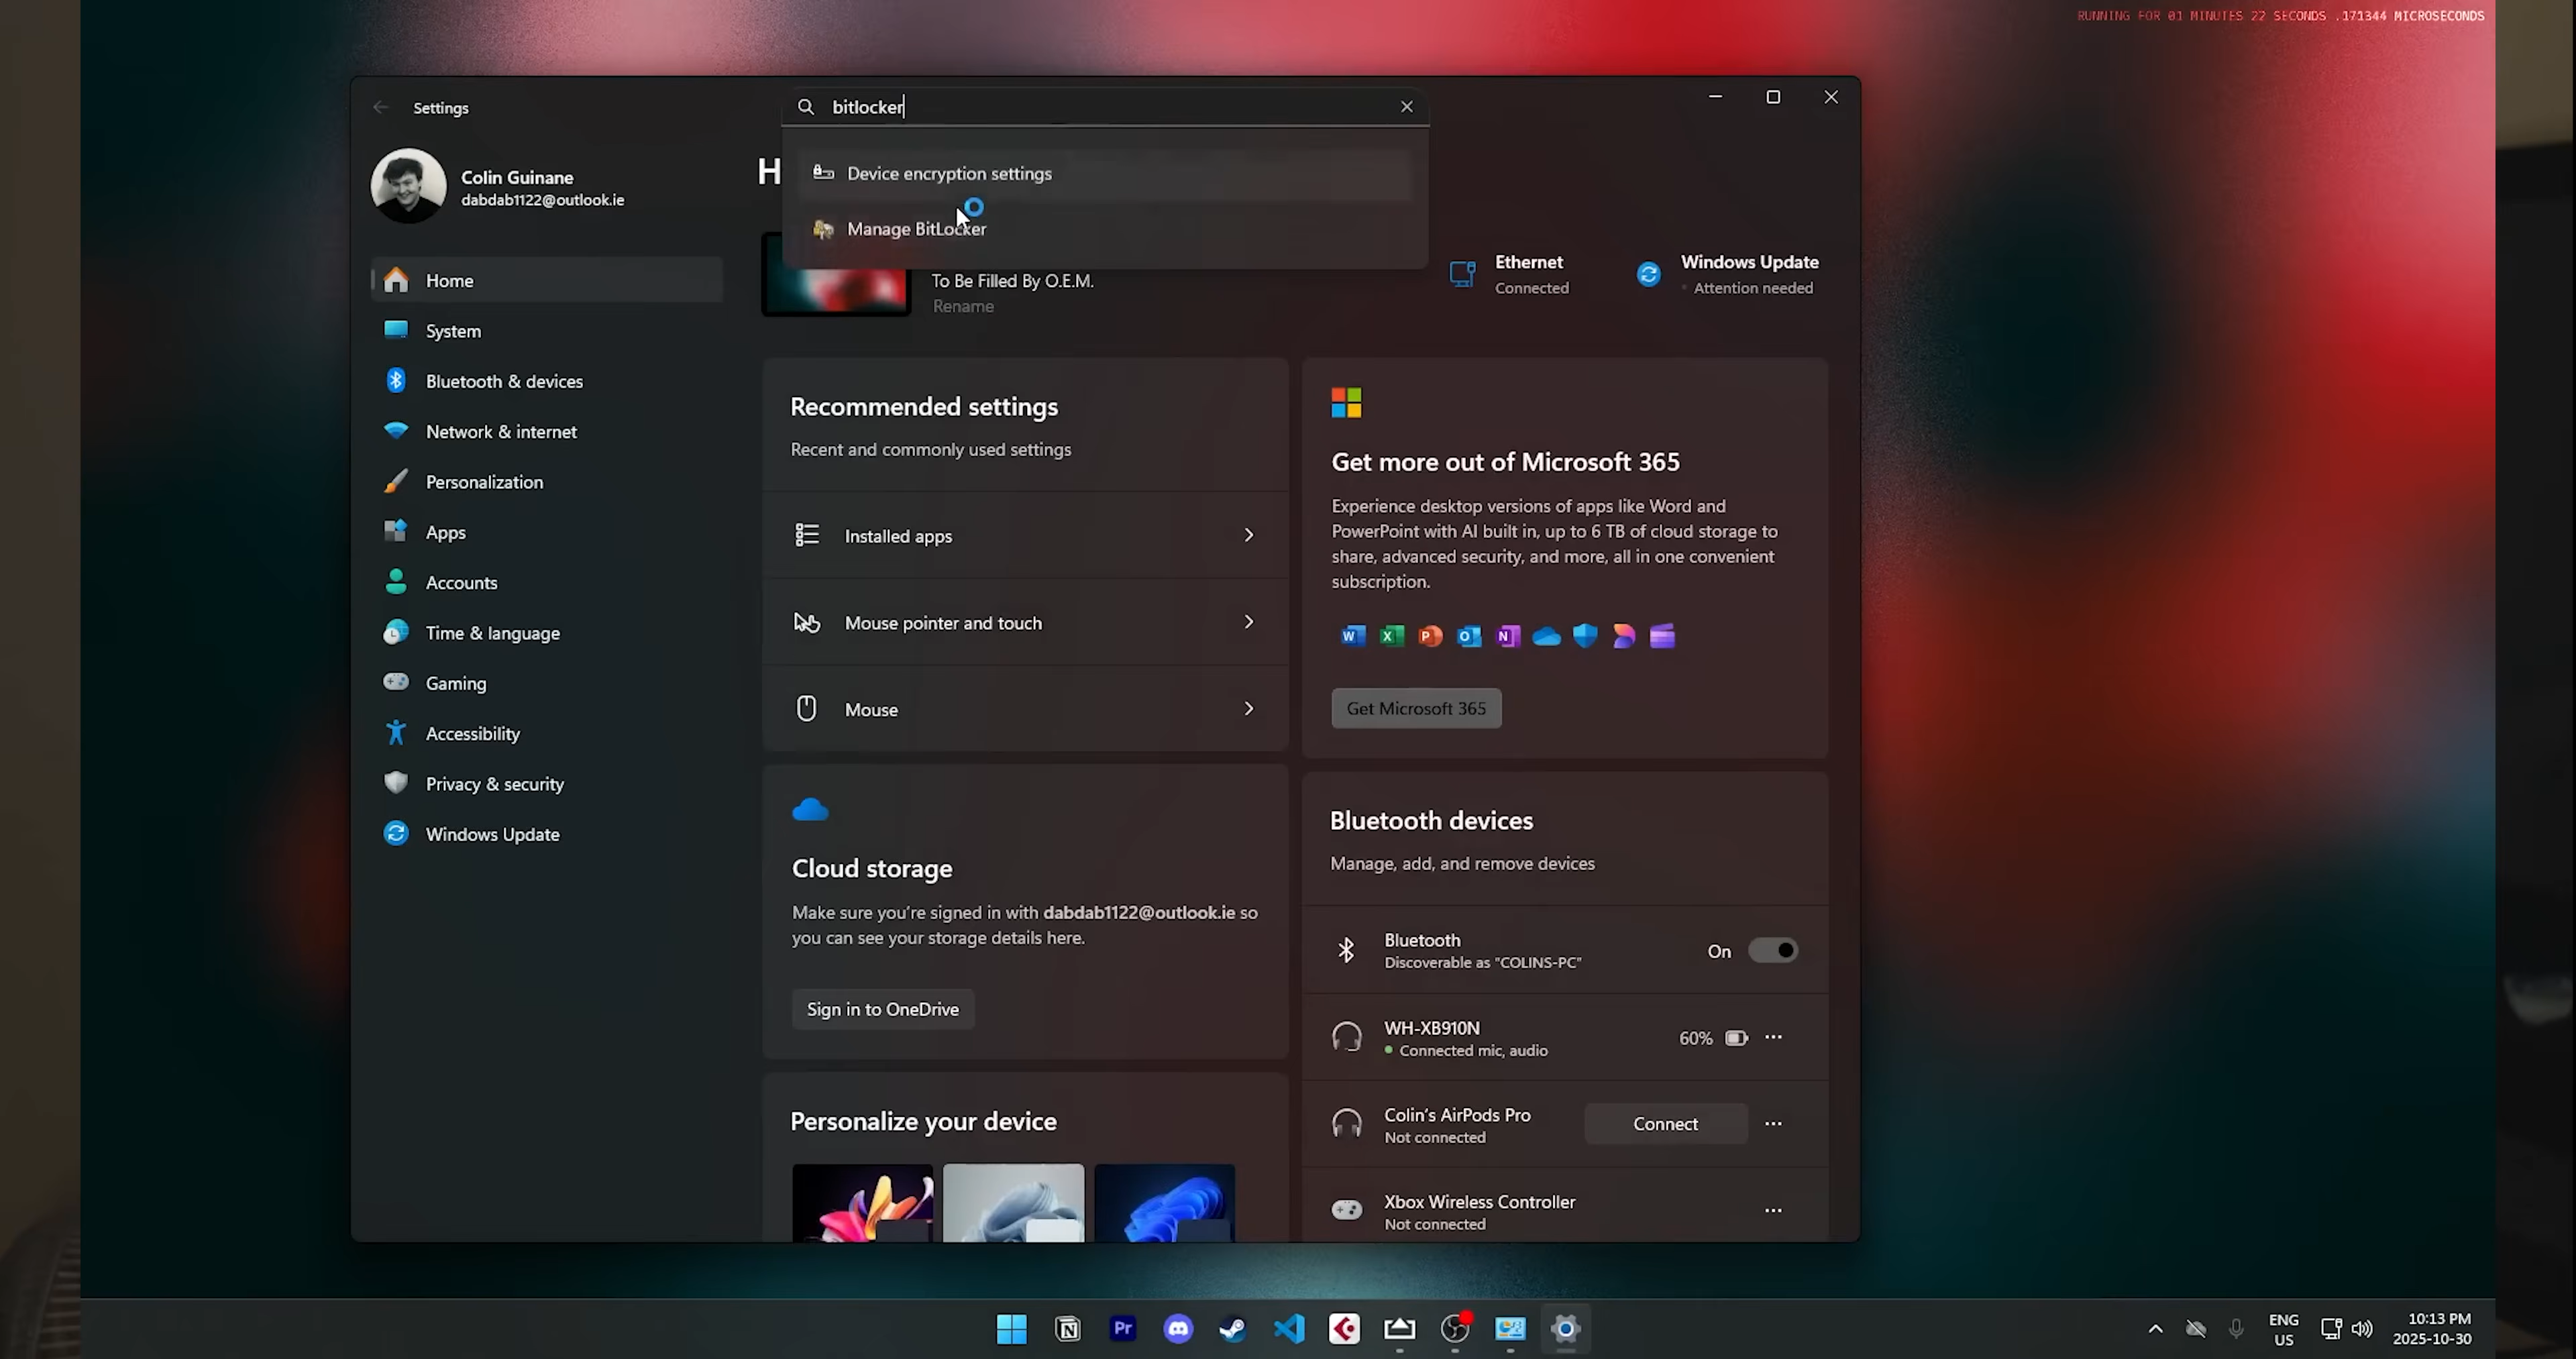 RUNNING FOR 01 MINUTES 22 SECONDS .171344 MICROSECONDS
Settings
bitlocker
Colin Guinane
dabdab1122@outlook.ie
H
Device encryption settings
Manage BitLocker
To Be Filled By O.E.M.
Rename
Ethernet
Connected
Windows Update
Attention needed
Home
System
Bluetooth & devices
Network & internet
Personalization
Apps
Accounts
Time & language
Gaming
Accessibility
Privacy & security
Windows Update
Recommended settings
Recent and commonly used settings
Installed apps
Mouse pointer and touch
Mouse
Get more out of Microsoft 365
Experience desktop versions of apps like Word and
PowerPoint with AI built in, up to 6 TB of cloud storage to
share, advanced security, and more, all in one convenient
subscription.
Get Microsoft 365
Cloud storage
Make sure you're signed in with dabdab1122@outlook.ie so
you can see your storage details here.
Sign in to OneDrive
Personalize your device
Bluetooth devices
Manage, add, and remove devices
Bluetooth
Discoverable as "COLINS-PC"
On
WH-XB910N
Connected mic, audio
60%
Colin's AirPods Pro
Not connected
Connect
Xbox Wireless Controller
Not connected
Pr
ENG
US
10:13 PM
2025-10-30